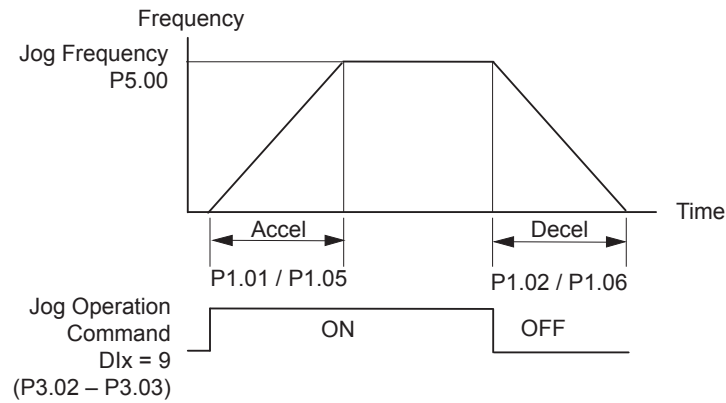 Frequency
Jog Frequency
P5.00
Time
Accel
Decel
P1.01 / P1.05
P1.02 / P1.06
Jog Operation
Command
DIx = 9
(P3.02 – P3.03)
ON
OFF